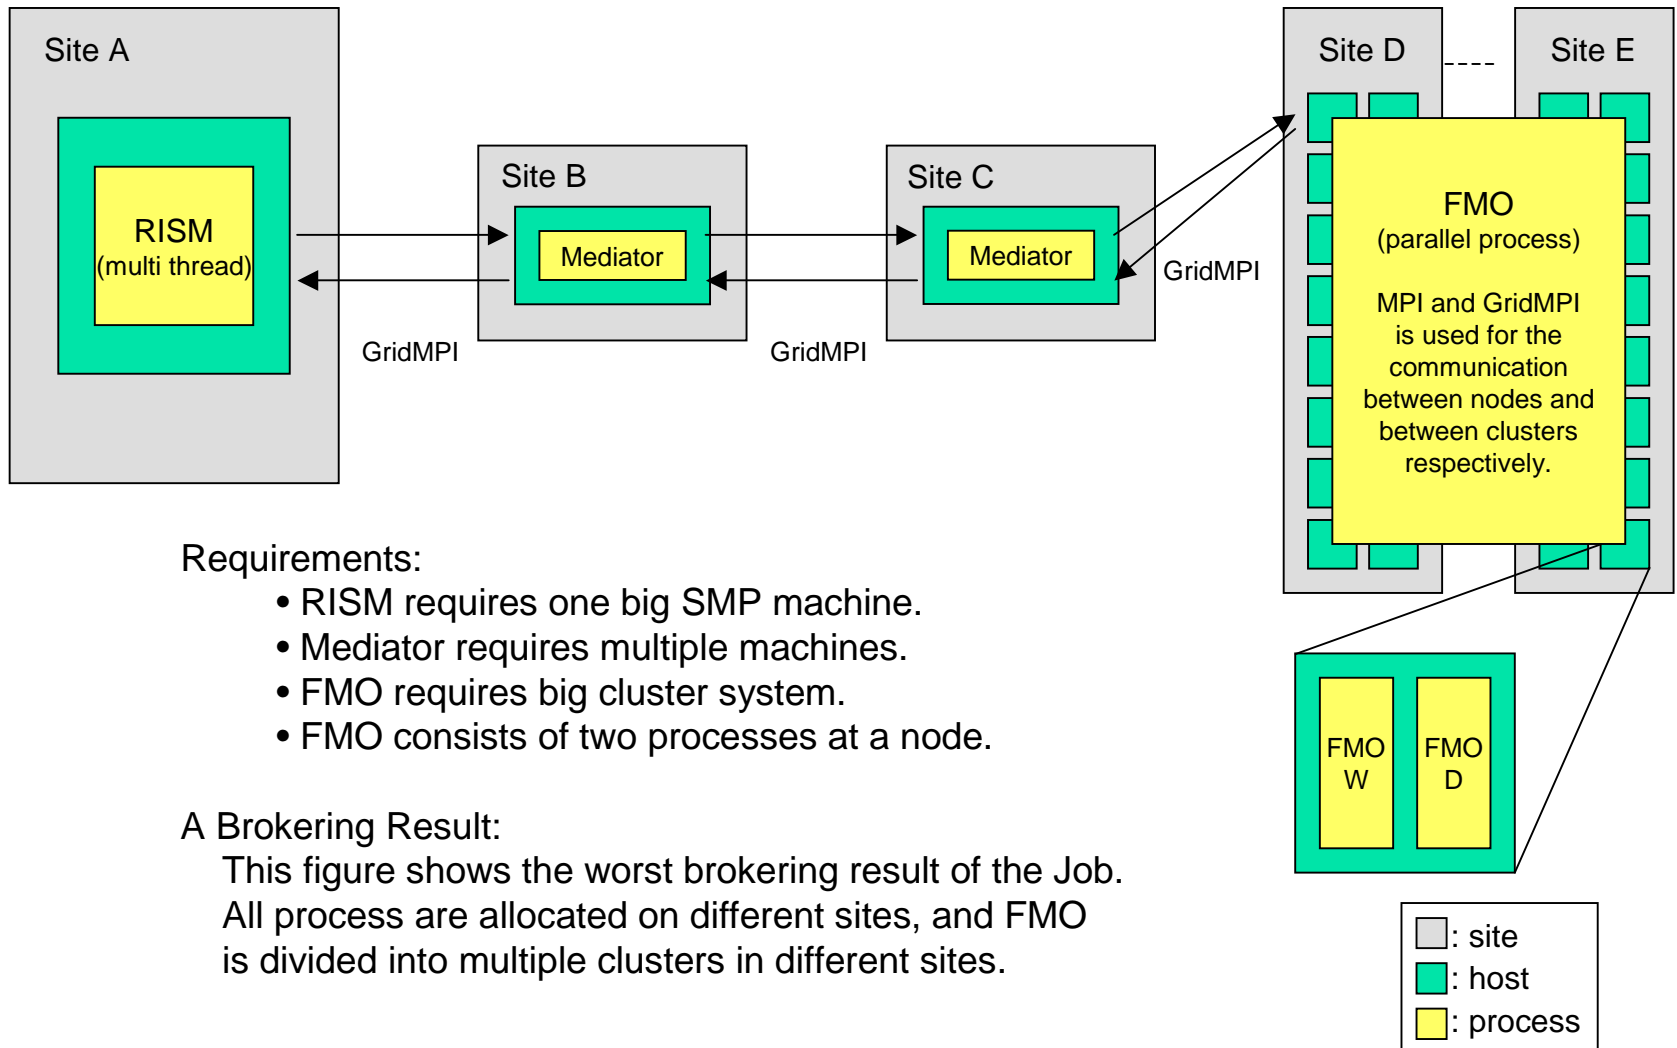 Site A
RISM
(multi thread)
GridMPI
Site B
Mediator
GridMPI
Site C
Mediator
GridMPI
Site D
-----
Site E
FMO
(parallel process)
MPI and GridMPI
is used for the
communication
between nodes and
between clusters
respectively.
FMO
W
FMO
D
Requirements:
• RISM requires one big SMP machine.
• Mediator requires multiple machines.
• FMO requires big cluster system.
• FMO consists of two processes at a node.
A Brokering Result:
This figure shows the worst brokering result of the Job.
All process are allocated on different sites, and FMO
is divided into multiple clusters in different sites.
: site
: host
: process